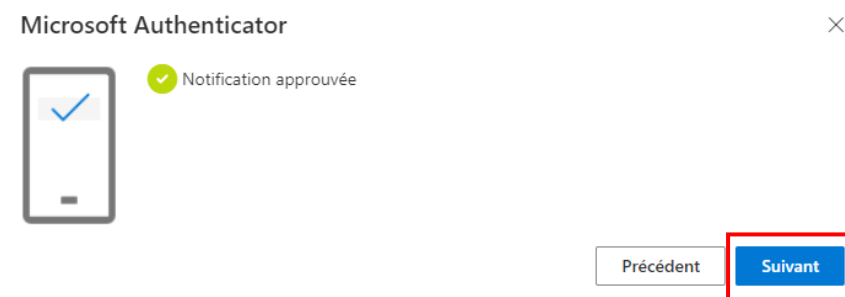 Microsoft Authenticator
Notification approuvée
Précédent
Suivant